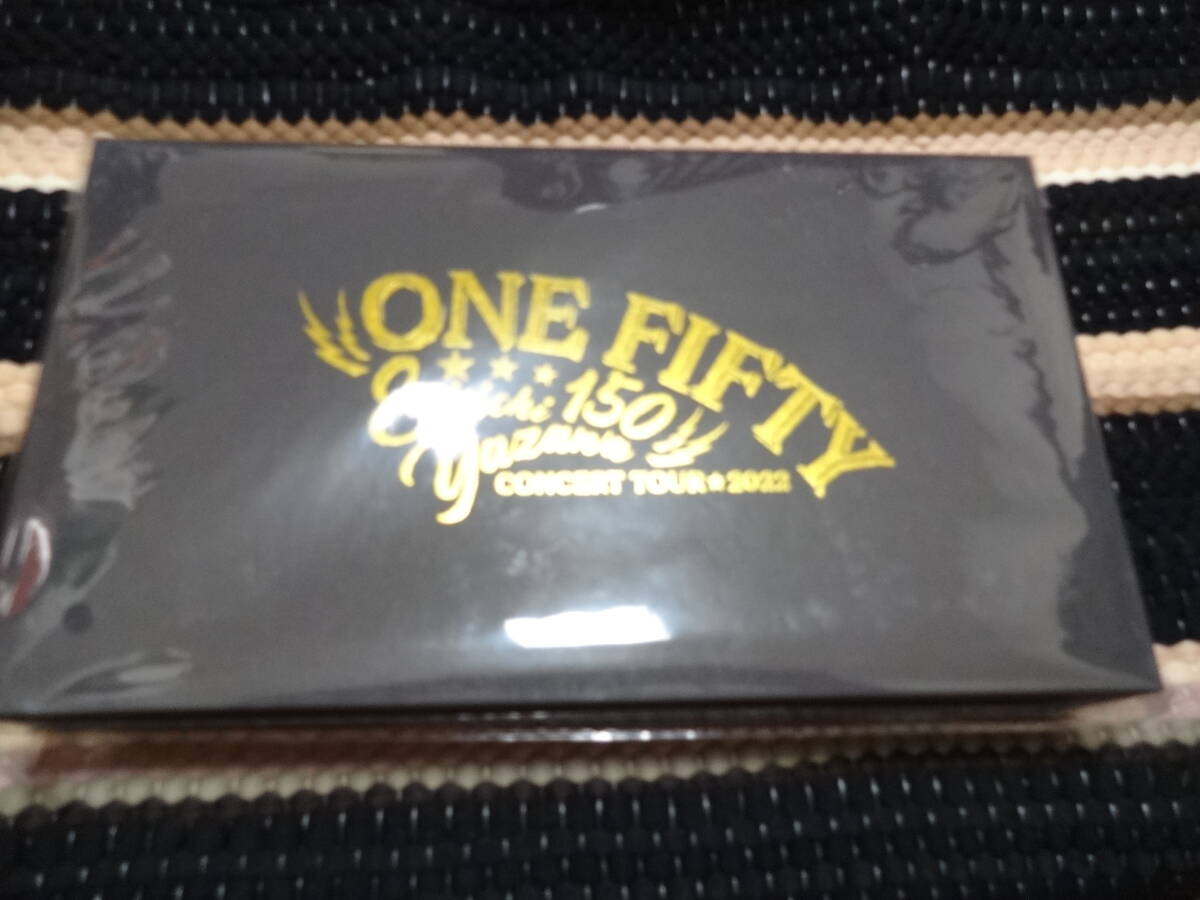 ONE FIFTY
Eikichi 150
Yazawa
CONCERT TOUR★2022